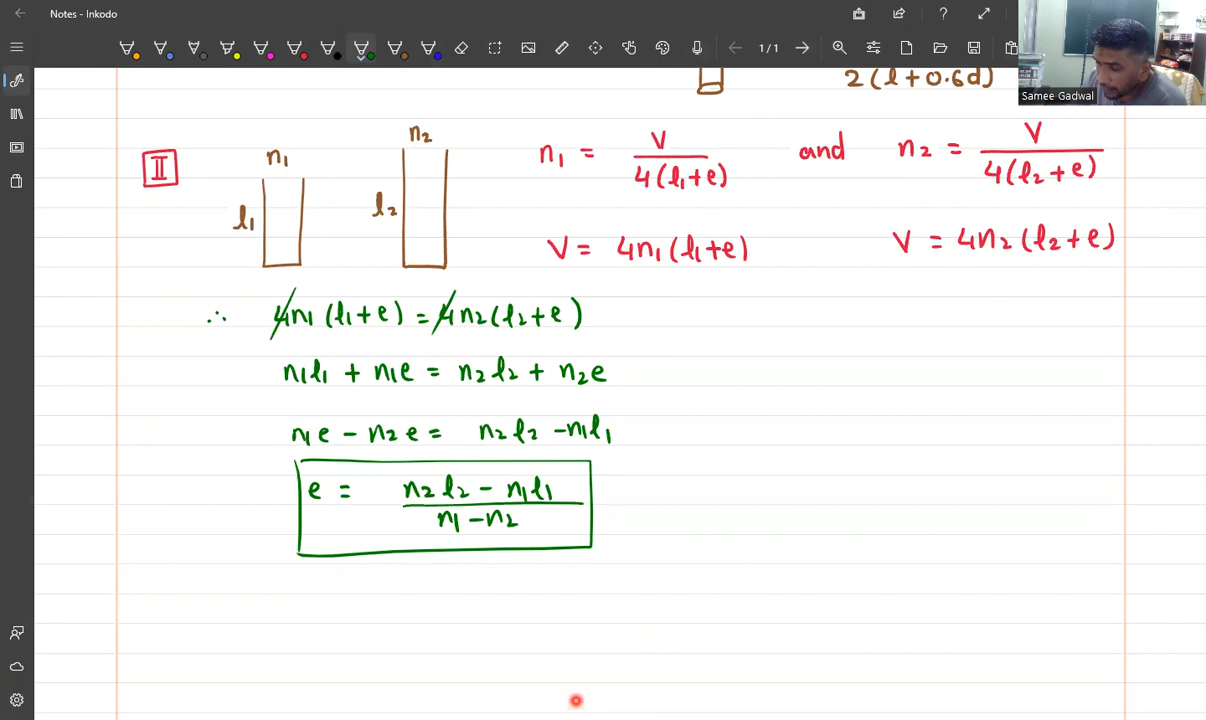 Notes - Inkodo
1/1
Samee Gadwal
2(l+0.6d)
II
n1
n2
l1
l2
n1 = V / 4(l1+e) and n2 = V / 4(l2+e)
V = 4n1(l1+e)
V = 4n2(l2+e)
∴ 4n1(l1+e) = 4n2(l2+e)
n1l1 + n1e = n2l2 + n2e
n1e - n2e = n2l2 - n1l1
e = n2l2 - n1l1 / n1 - n2